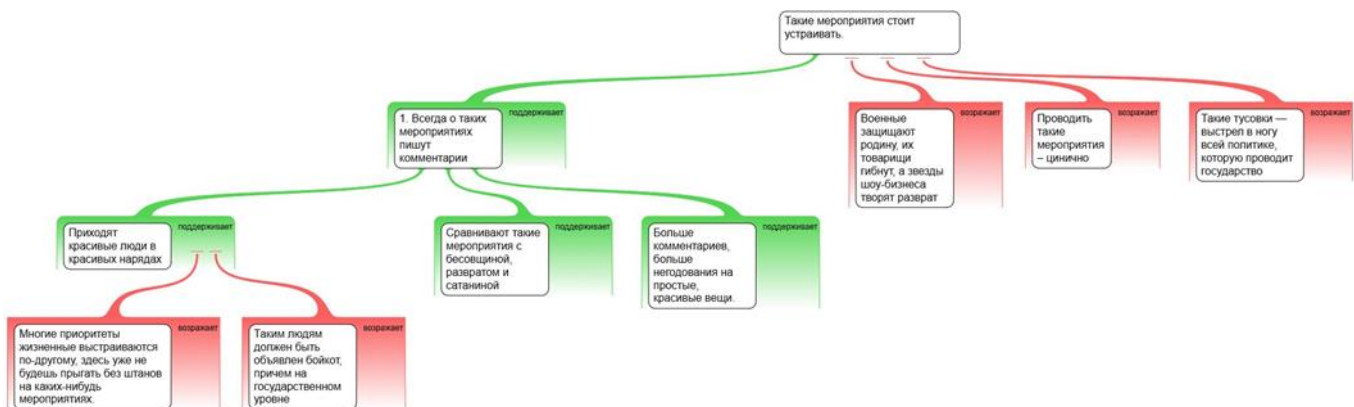 Такие мероприятия стоит
устраивать.
1. Всегда о таких
мероприятиях
пишут
комментарии
поддерживает
Военные
защищают
родину, их
товарищи
гибнут, а звезды
шоу-бизнеса
творят разврат
возражает
Проводить
такие
мероприятия
– цинично
возражает
Такие тусовки —
выстрел в ногу
всей политике,
которую проводит
государство
возражает
Приходят
красивые люди в
красивых нарядах
поддерживает
Сравнивают такие
мероприятия с
бесовщиной,
развратом и
сатаниной
поддерживает
Больше
комментариев,
больше
негодования на
простые,
красивые вещи.
поддерживает
Многие приоритеты
жизненные выстраиваются
по-другому, здесь уже не
будешь прыгать без штанов
на каких-нибудь
мероприятиях.
возражает
Таким людям
должен быть
объявлен бойкот,
причем на
государственном
уровне
возражает